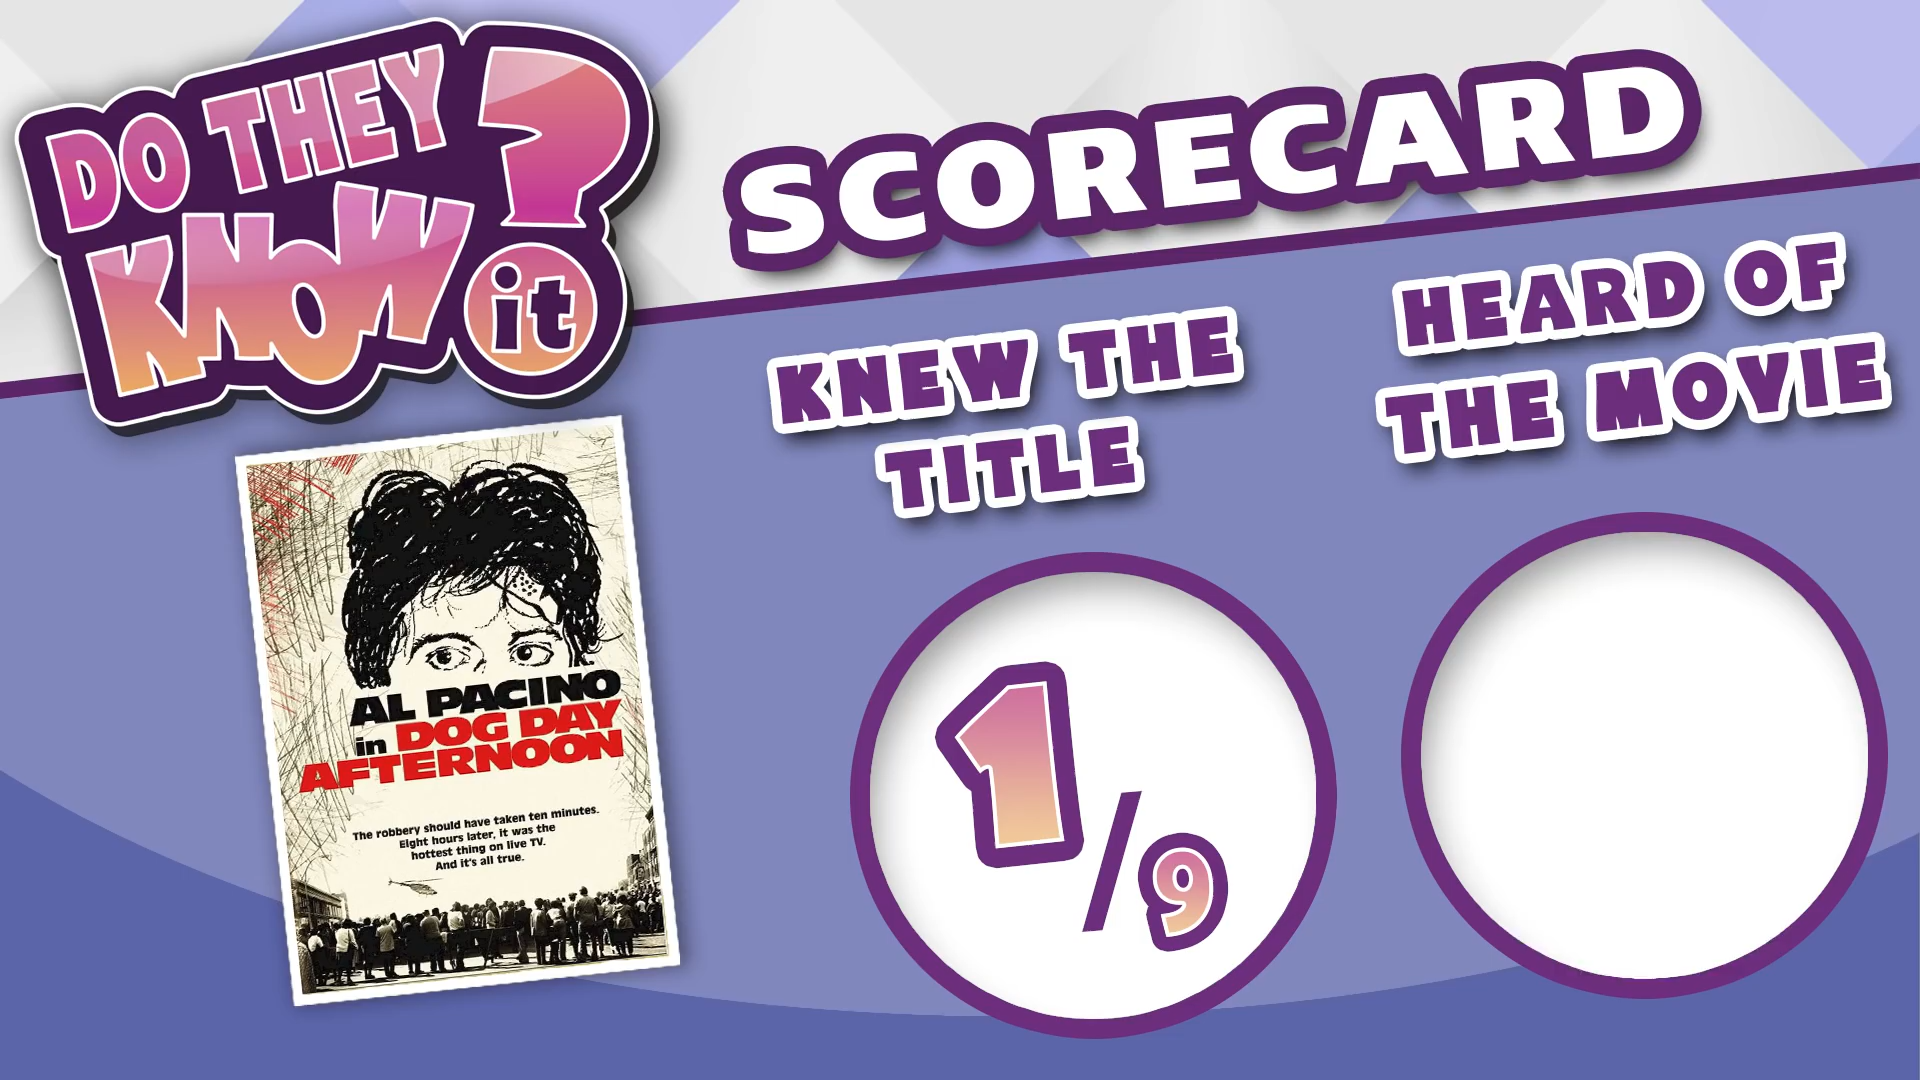 DO THEY
KNOW
it?
SCORECARD
KNEW THE
TITLE
HEARD OF
THE MOVIE
1/9
AL PACINO
in DOG DAY
AFTERNOON
The robbery should have taken ten minutes.
Eight hours later, it was the
hottest thing on live TV.
And it's all true.